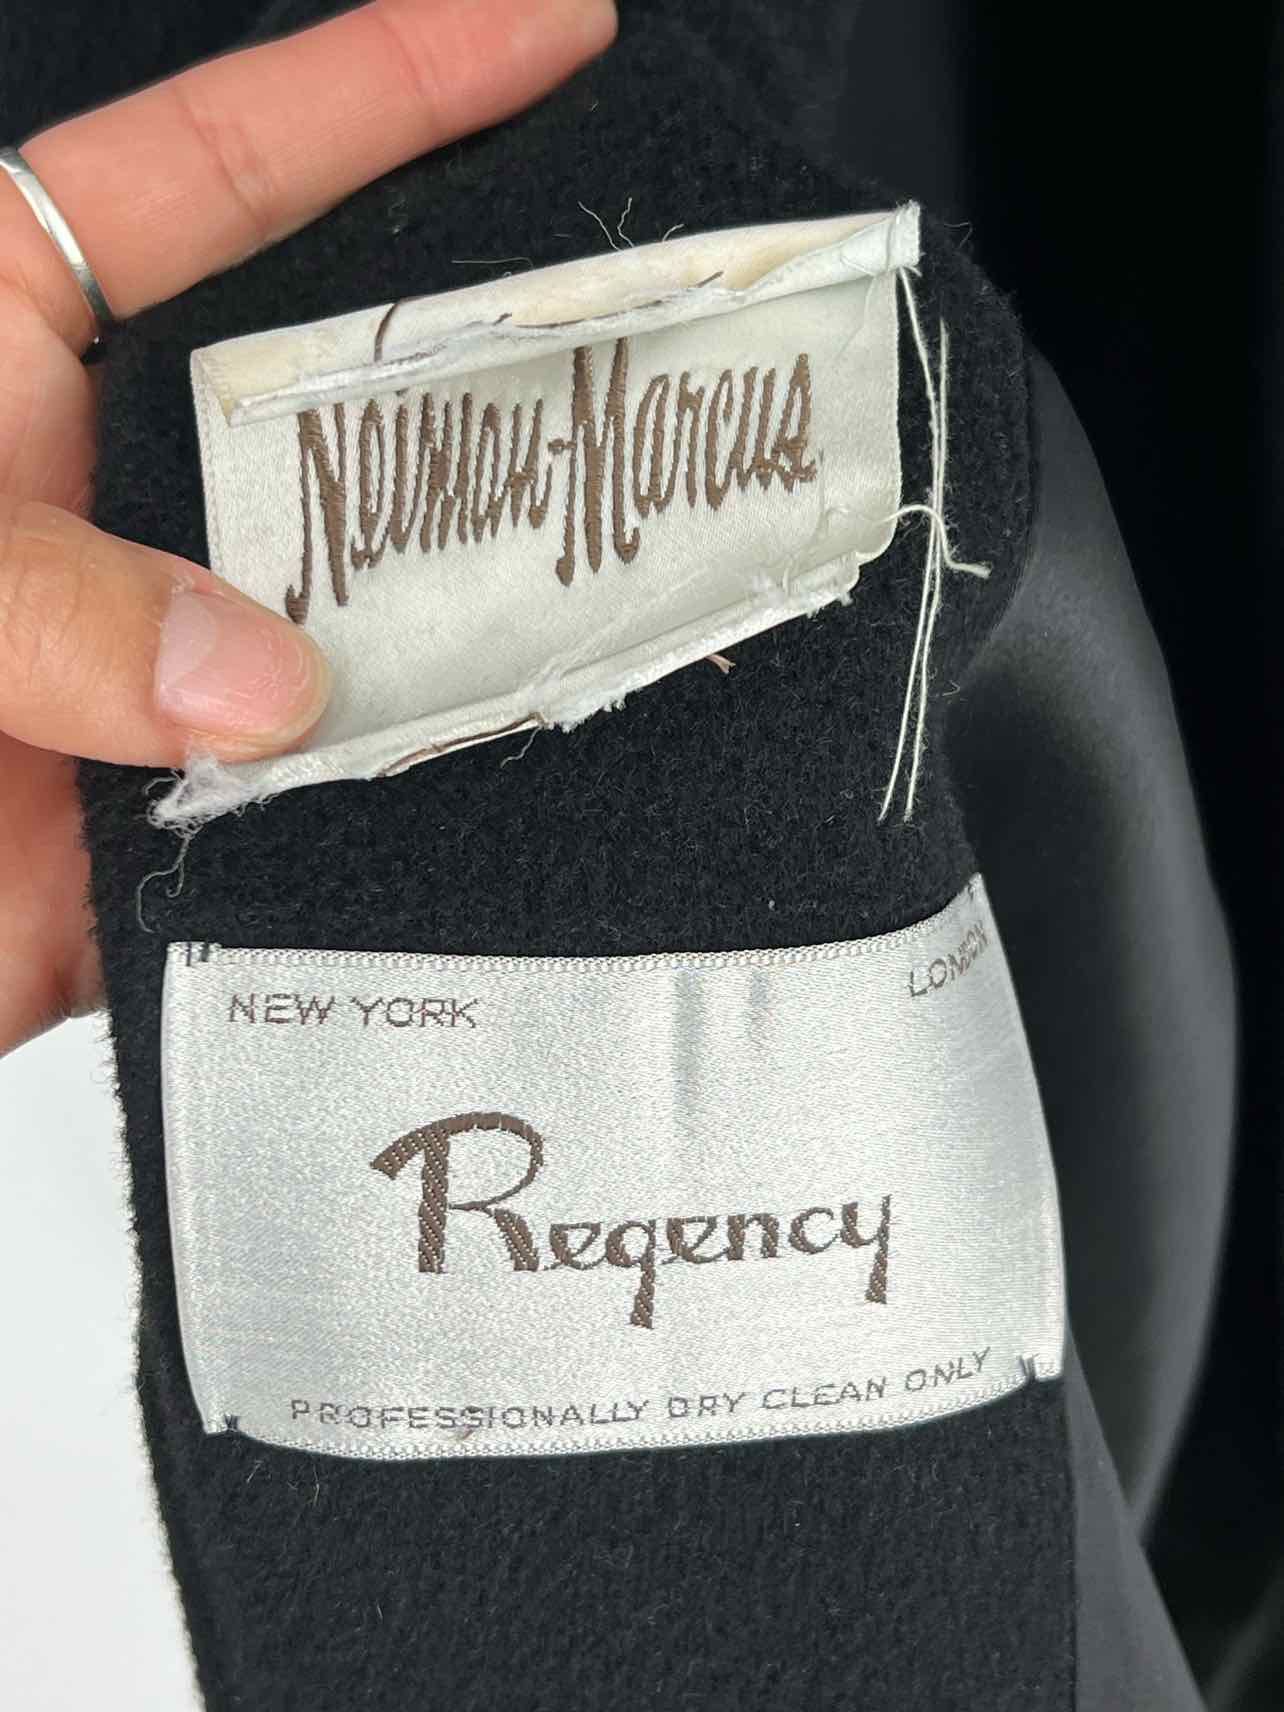 Neiman-Marcus
NEW YORK
LONDON
Regency
PROFESSIONALLY DRY CLEAN ONLY